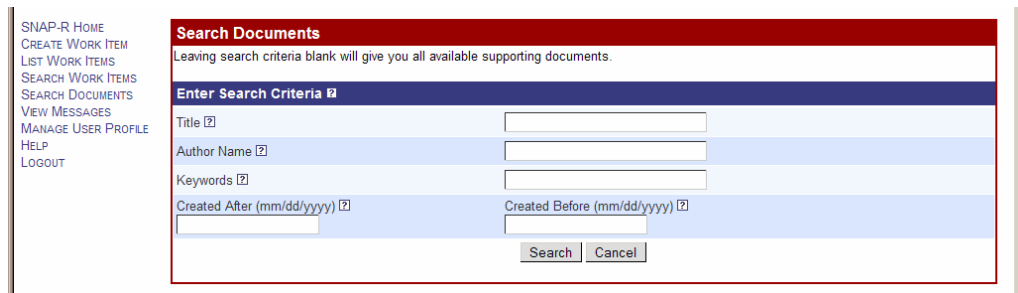 SNAP-R HOME
CREATE WORK ITEM
LIST WORK ITEMS
SEARCH WORK ITEMS
SEARCH DOCUMENTS
VIEW MESSAGES
MANAGE USER PROFILE
HELP
LOGOUT
Search Documents
Leaving search criteria blank will give you all available supporting documents.
Enter Search Criteria ?
Title ?
Author Name ?
Keywords ?
Created After (mm/dd/yyyy) ? Created Before (mm/dd/yyyy) ?
Search Cancel